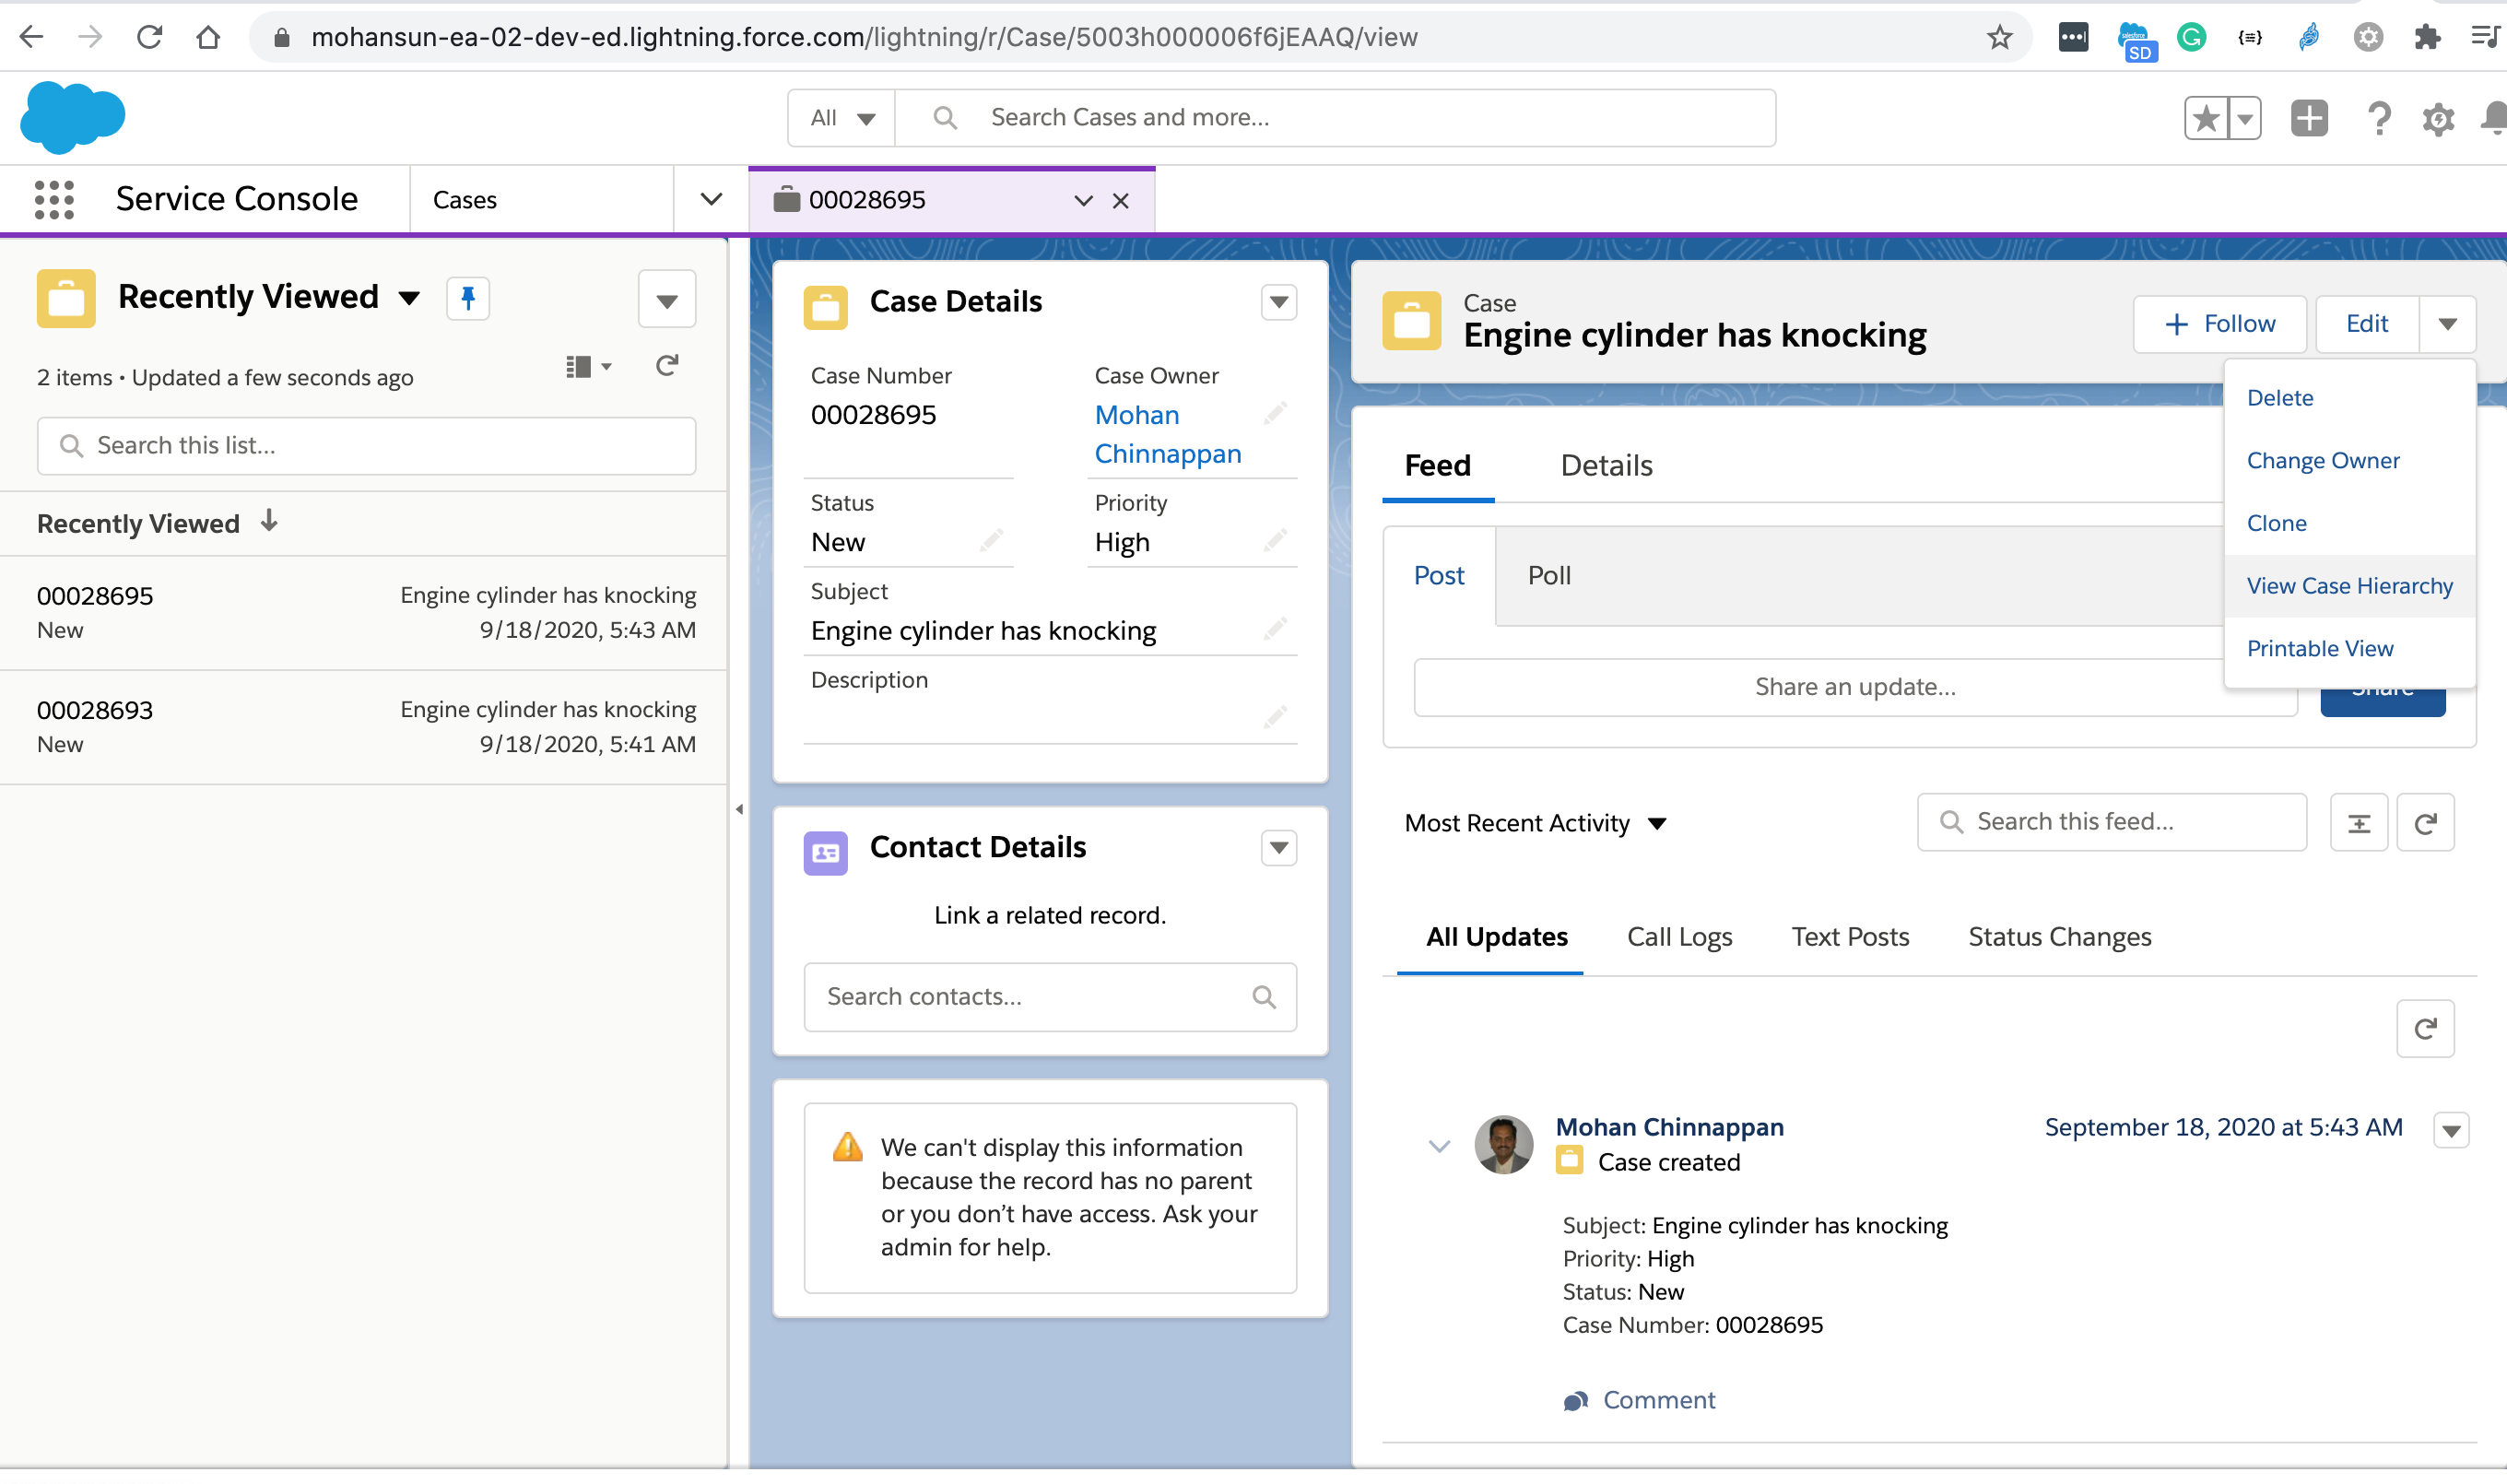 mohansun-ea-02-dev-ed.lightning.force.com/lightning/r/Case/5003h000006f6jEAAQ/view
SD
All
Search Cases and more...
Service Console
Cases
00028695
Recently Viewed
2 items • Updated a few seconds ago
Search this list...
Recently Viewed
00028695
Engine cylinder has knocking
New
9/18/2020, 5:43 AM
00028693
Engine cylinder has knocking
New
9/18/2020, 5:41 AM
Case Details
Case Number
Case Owner
00028695
Mohan
Chinnappan
Status
Priority
New
High
Subject
Engine cylinder has knocking
Description
Contact Details
Link a related record.
Search contacts...
We can't display this information
because the record has no parent
or you don’t have access. Ask your
admin for help.
Case
Engine cylinder has knocking
Follow
Edit
Delete
Change Owner
Clone
View Case Hierarchy
Printable View
Feed
Details
Post
Poll
Share an update...
Share
Most Recent Activity
Search this feed...
All Updates
Call Logs
Text Posts
Status Changes
Mohan Chinnappan
September 18, 2020 at 5:43 AM
Case created
Subject: Engine cylinder has knocking
Priority: High
Status: New
Case Number: 00028695
Comment